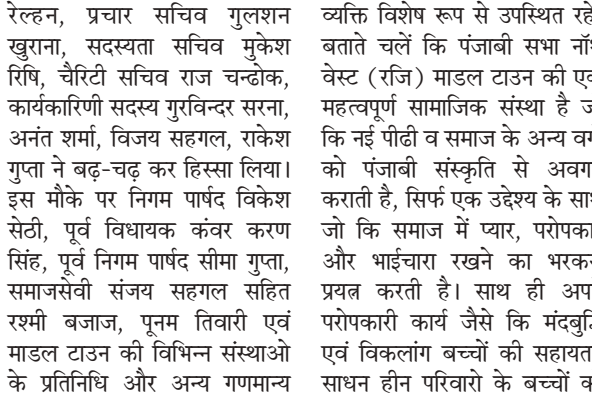 रेल्हन, प्रचार सचिव गुलशन
खुराना, सदस्यता सचिव मुकेश
रिषि, चैरिटी सचिव राज चन्ढोक,
कार्यकारिणी सदस्य गुरविन्दर सरना,
अनंत शर्मा, विजय सहगल, राकेश
गुप्ता ने बढ़-चढ़ कर हिस्सा लिया।
इस मौके पर निगम पार्षद विकेश
सेठी, पूर्व विधायक कंवर करण
सिंह, पूर्व निगम पार्षद सीमा गुप्ता,
समाजसेवी संजय सहगल सहित
रश्मी बजाज, पूनम तिवारी एवं
माडल टाउन की विभिन्न संस्थाओ
के प्रतिनिधि और अन्य गणमान्य
व्यक्ति विशेष रूप से उपस्थित रहे
बताते चलें कि पंजाबी सभा
वेस्ट (रजि) माडल टाउन की
महत्वपूर्ण सामाजिक संस्था है
कि नई पीढी व समाज के अन्य
को पंजाबी संस्कृति से
कराती है, सिर्फ एक उद्देश्य के
जो कि समाज में प्यार,
और भाईचारा रखने का
प्रयत्न करती है। साथ ही
परोपकारी कार्य जैसे कि
एवं विकलांग बच्चों की
साधन हीन परिवारो के बच्चों